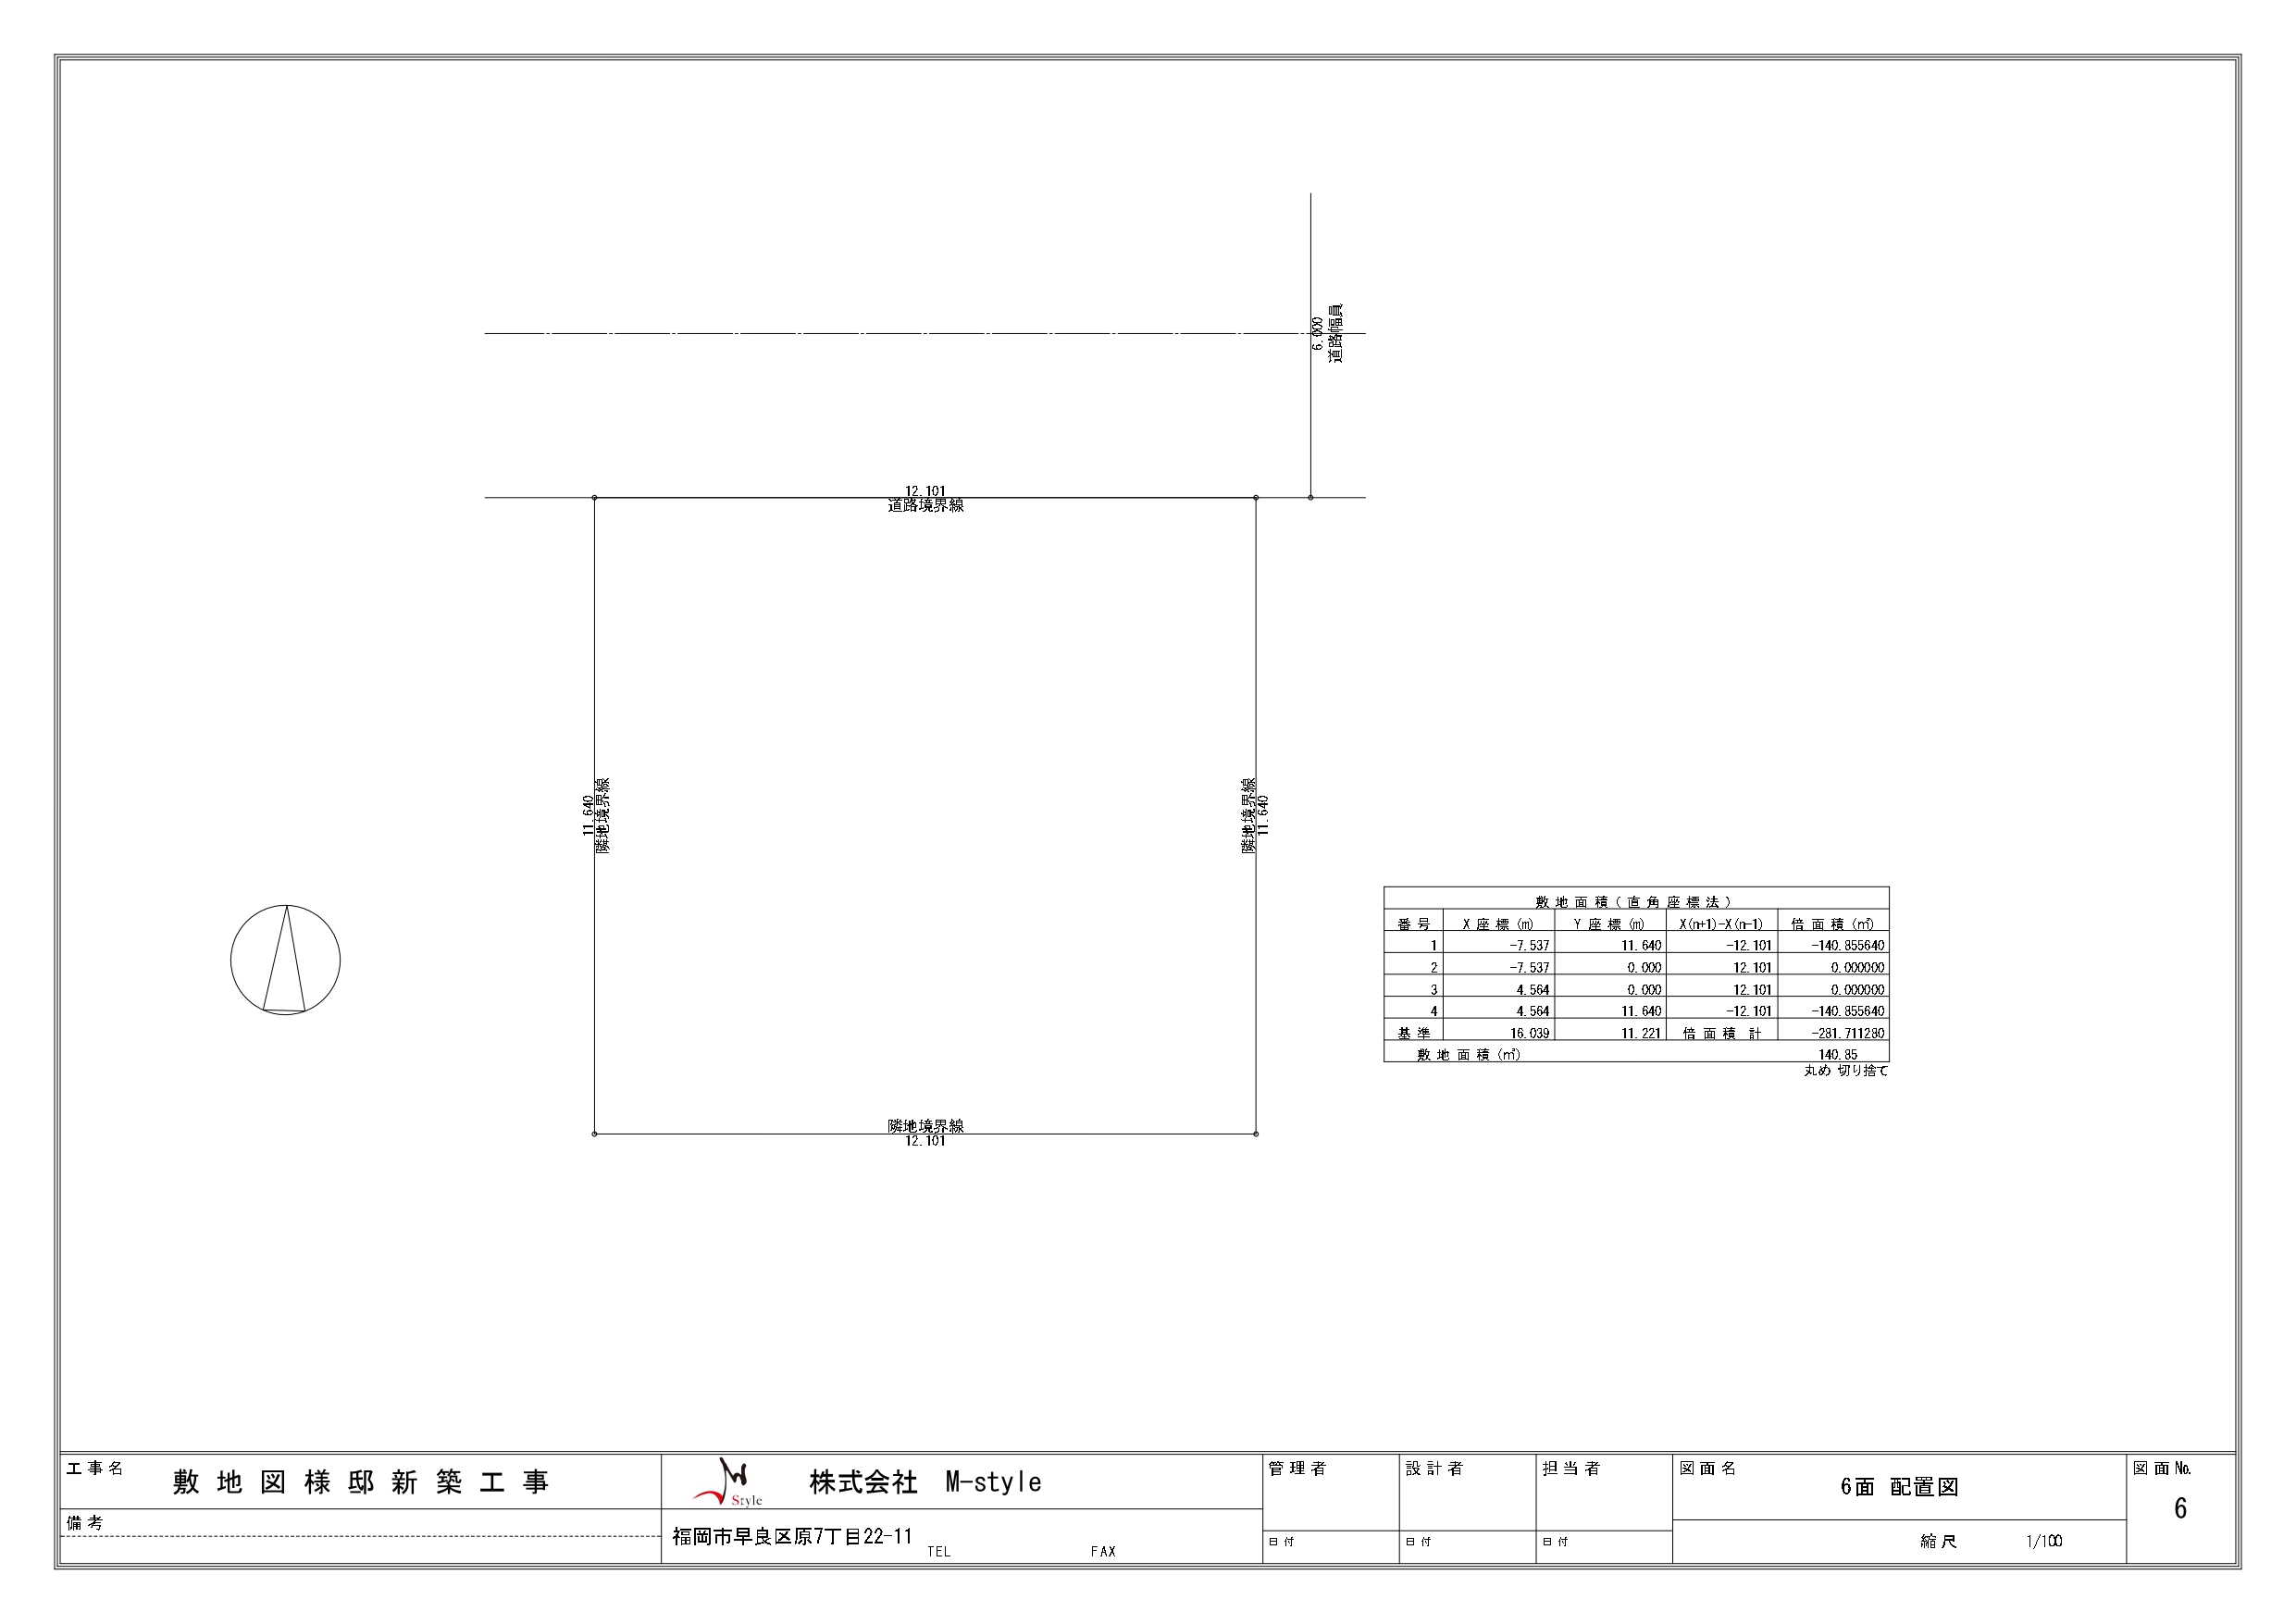 6.000
道路幅員
12.101
道路境界線
11.640
隣地境界線
隣地境界線
11.640
隣地境界線
12.101
敷地面積(直角座標法)
番号 X座標(m) Y座標(m) X(n+1)-X(n-1) 倍面積(㎡)
1 -7.537 11.640 -12.101 -140.855640
2 -7.537 0.000 12.101 0.000000
3 4.564 0.000 12.101 0.000000
4 4.564 11.640 -12.101 -140.855640
基準 16.039 11.221 倍面積 計 -281.711280
敷地面積(㎡) 140.85
丸め 切り捨て
工事名 敷地図様邸新築工事
備考
Style
株式会社 M-style
福岡市早良区原7丁目22-11 TEL FAX
管理者
日付
設計者
日付
担当者
日付
図面名
6面 配置図
縮尺 1/100
図面№
6